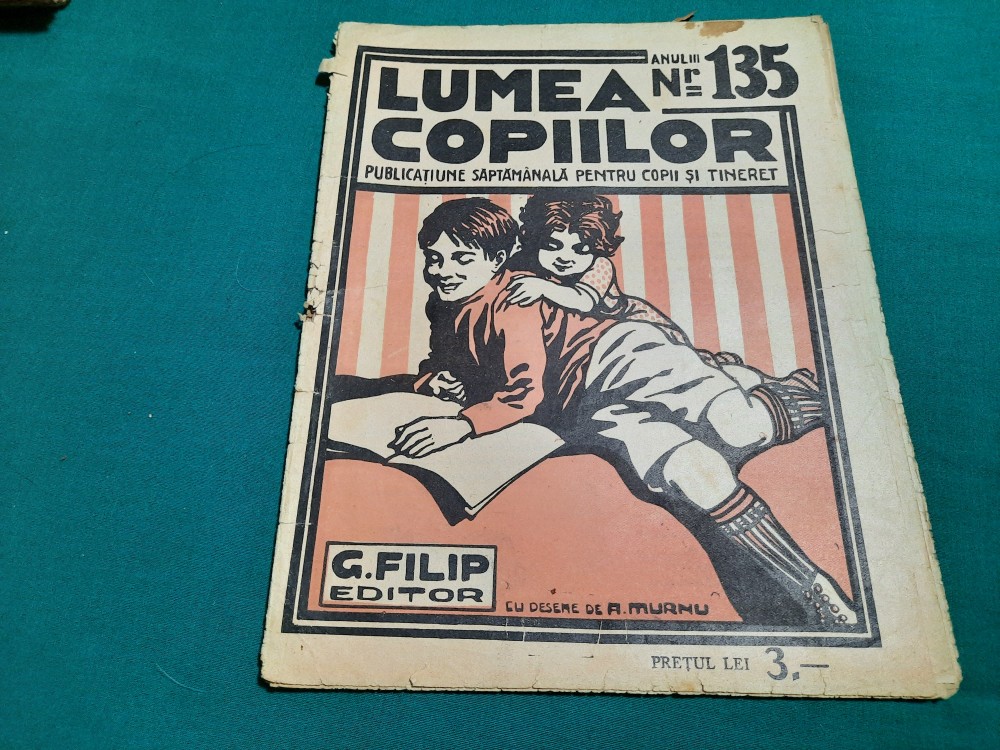 ANUL III
LUMEA Nr 135
COPIILOR
PUBLICAȚIUNE SĂPTĂMÂNALĂ PENTRU COPII ȘI TINERET
G. FILIP
EDITOR
CU DESEME DE A. MURNU
PREȚUL LEI 3.—